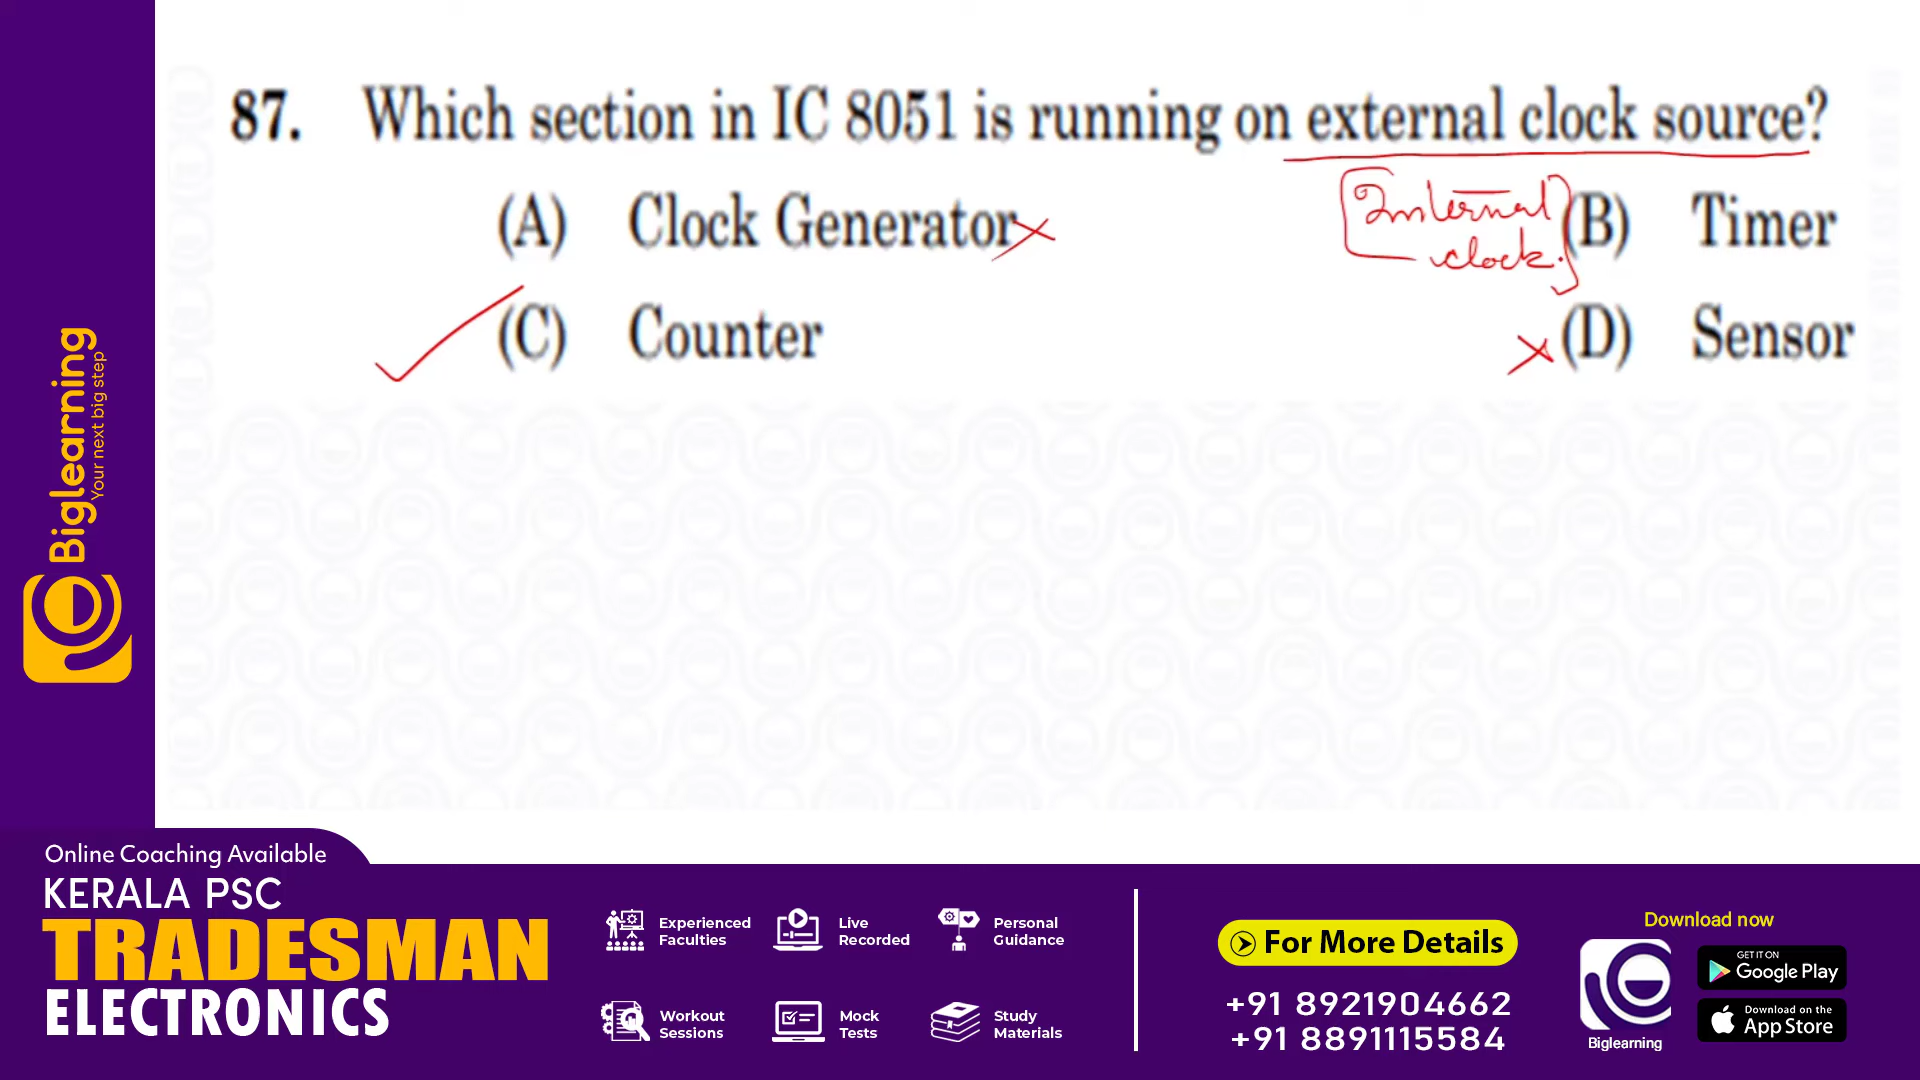 87. Which section in IC 8051 is running on external clock source?
(A) Clock Generator
Internal clock.
(B) Timer
(C) Counter
(D) Sensor
Biglearning
Your next big step
Online Coaching Available
KERALA PSC
TRADESMAN
ELECTRONICS
Experienced Faculties
Live Recorded
Personal Guidance
Workout Sessions
Mock Tests
Study Materials
For More Details
+91 8921904662
+91 8891115584
Download now
Biglearning
GET IT ON
Google Play
Download on the
App Store